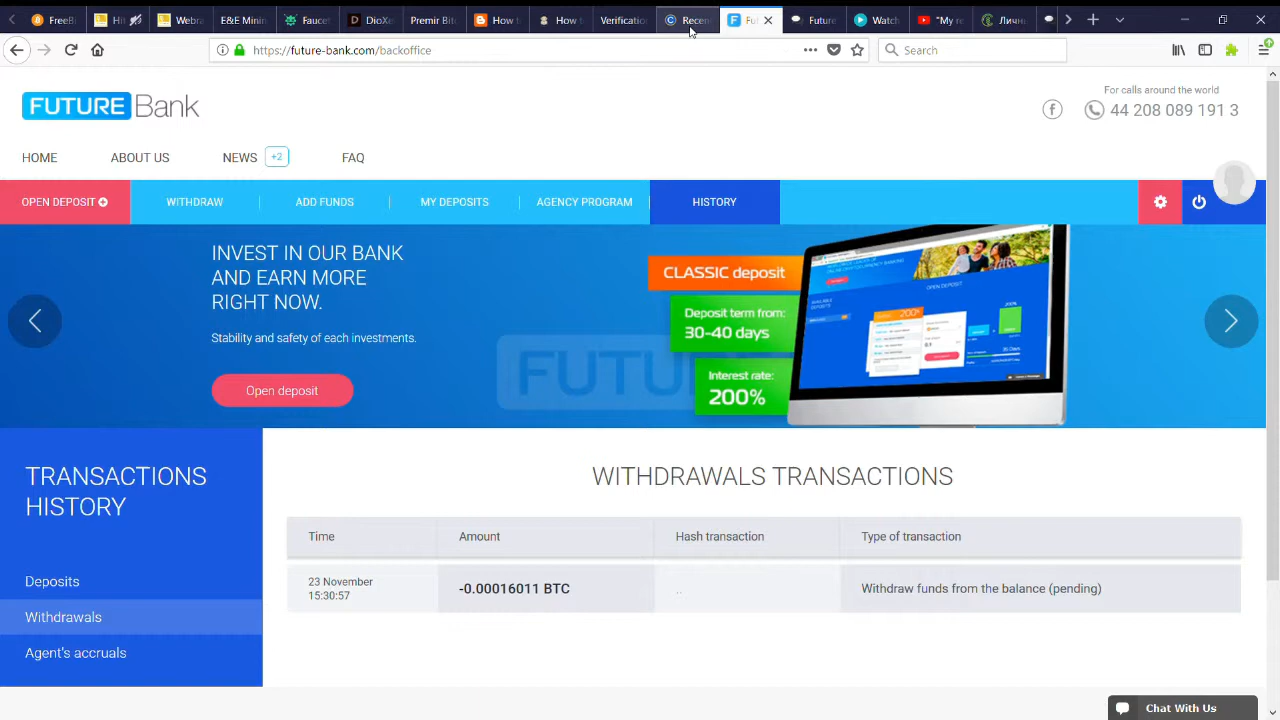 FreeB
Hi
Webra
E&E Minin
Faucet
DioXe
Premir Bit
How t
How t
Verificatio
Recen
Fu
Future
Watch
"My re
Личн
https://future-bank.com/backoffice
Search
FUTURE Bank
For calls around the world
44 208 089 191 3
HOME
ABOUT US
NEWS +2
FAQ
OPEN DEPOSIT
WITHDRAW
ADD FUNDS
MY DEPOSITS
AGENCY PROGRAM
HISTORY
INVEST IN OUR BANK
AND EARN MORE
RIGHT NOW.
Stability and safety of each investments.
Open deposit
CLASSIC deposit
Deposit term from:
30-40 days
Interest rate:
200%
FUTU
TRANSACTIONS
HISTORY
Deposits
Withdrawals
Agent's accruals
WITHDRAWALS TRANSACTIONS
Time
Amount
Hash transaction
Type of transaction
23 November
15:30:57
-0.00016011 BTC
..
Withdraw funds from the balance (pending)
Chat With Us